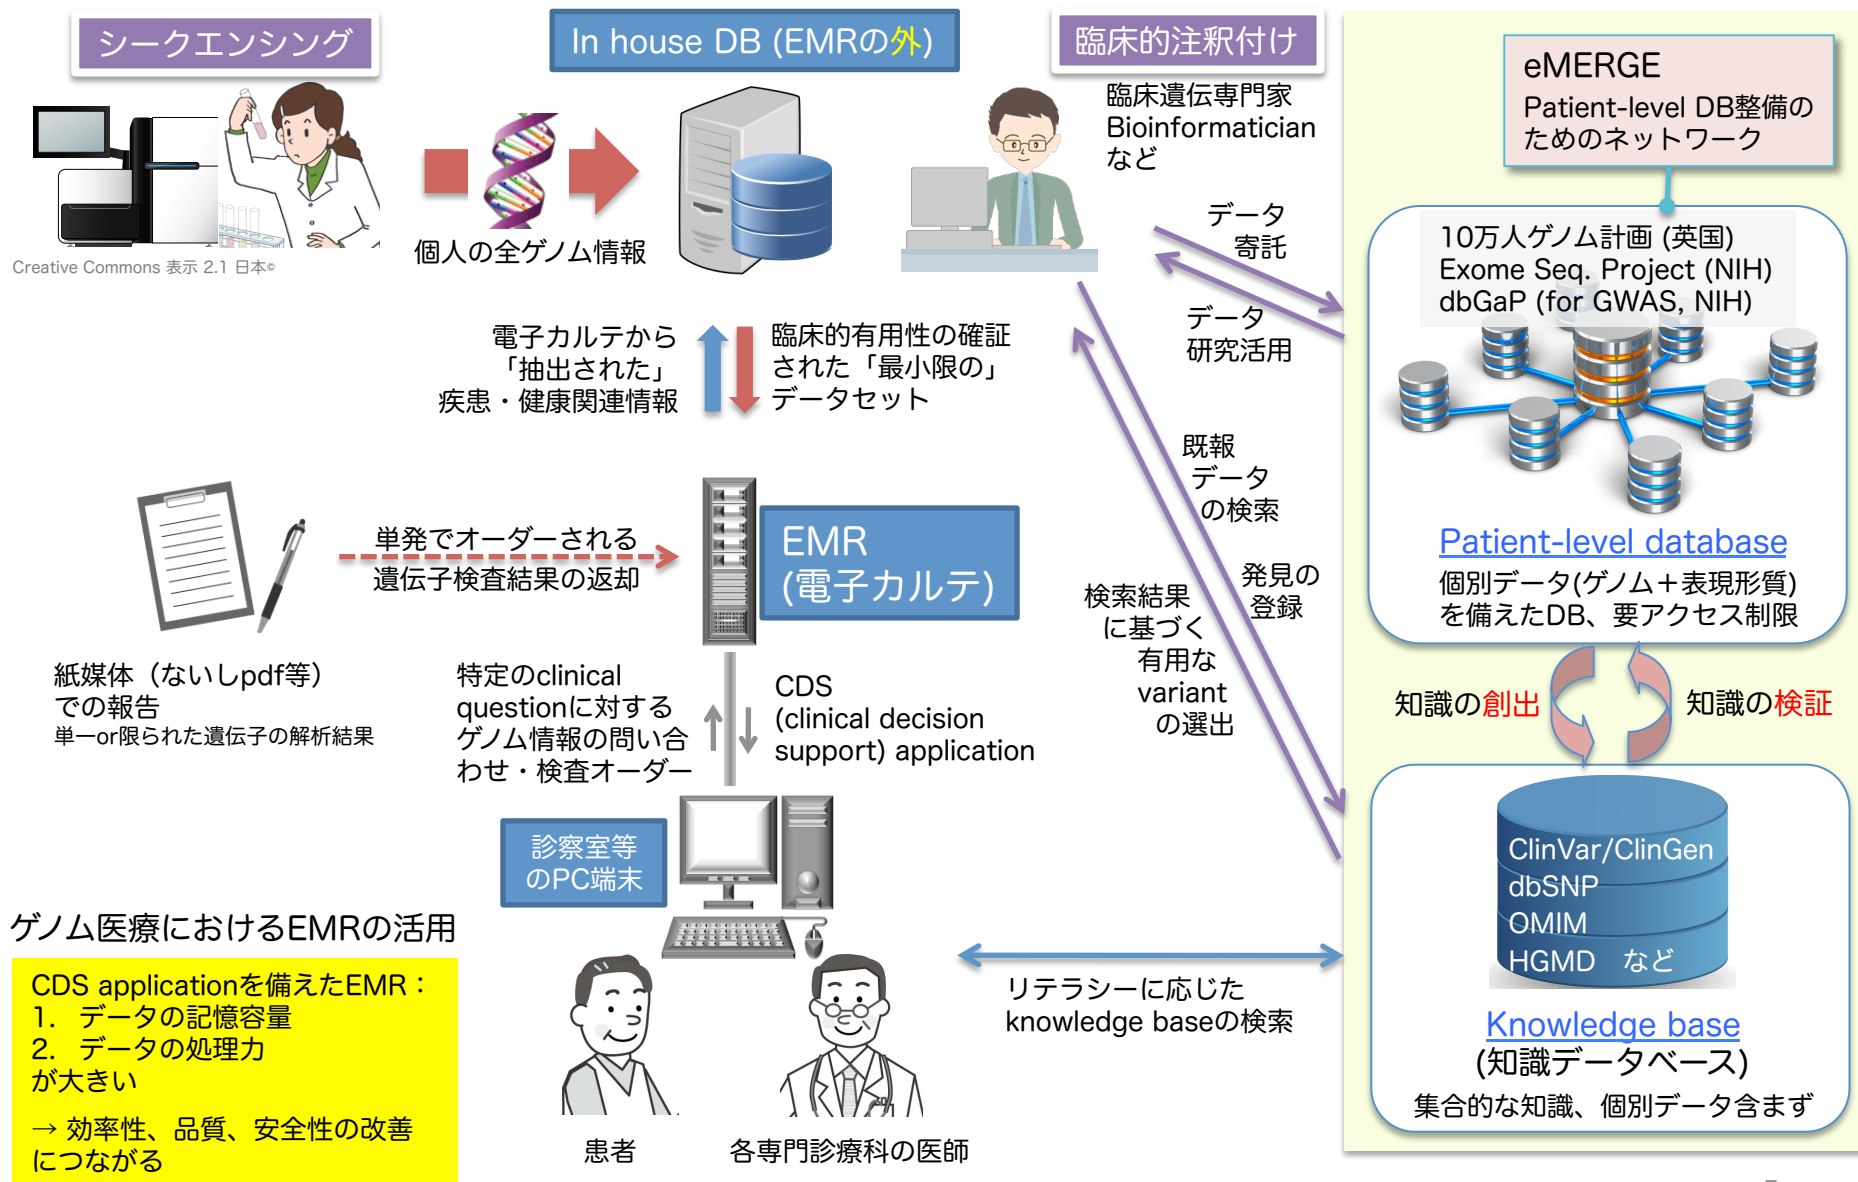 シークエンシング
In house DB (EMRの外)
臨床的注釈付け
eMERGE
Patient-level DB整備の
ためのネットワーク
臨床遺伝専門家
Bioinformatician
など
Creative Commons 表示 2.1 日本©
個人の全ゲノム情報
データ
寄託
データ
研究活用
10万人ゲノム計画 (英国)
Exome Seq. Project (NIH)
dbGaP (for GWAS, NIH)
電子カルテから
「抽出された」
疾患・健康関連情報
臨床的有用性の確証
された「最小限の」
データセット
既報
データ
の検索
単発でオーダーされる
遺伝子検査結果の返却
EMR
(電子カルテ)
発見の
登録
検索結果
に基づく
有用な
variant
の選出
Patient-level database
個別データ(ゲノム＋表現形質)
を備えたDB、要アクセス制限
紙媒体（ないしpdf等）
での報告
単一or限られた遺伝子の解析結果
特定のclinical
questionに対する
ゲノム情報の問い合
わせ・検査オーダー
CDS
(clinical decision
support) application
知識の創出
知識の検証
診察室等
のPC端末
ClinVar/ClinGen
dbSNP
OMIM
HGMD など
Knowledge base
(知識データベース)
集合的な知識、個別データ含まず
リテラシーに応じた
knowledge baseの検索
ゲノム医療におけるEMRの活用
CDS applicationを備えたEMR：
1. データの記憶容量
2. データの処理力
が大きい
→ 効率性、品質、安全性の改善
につながる
患者
各専門診療科の医師